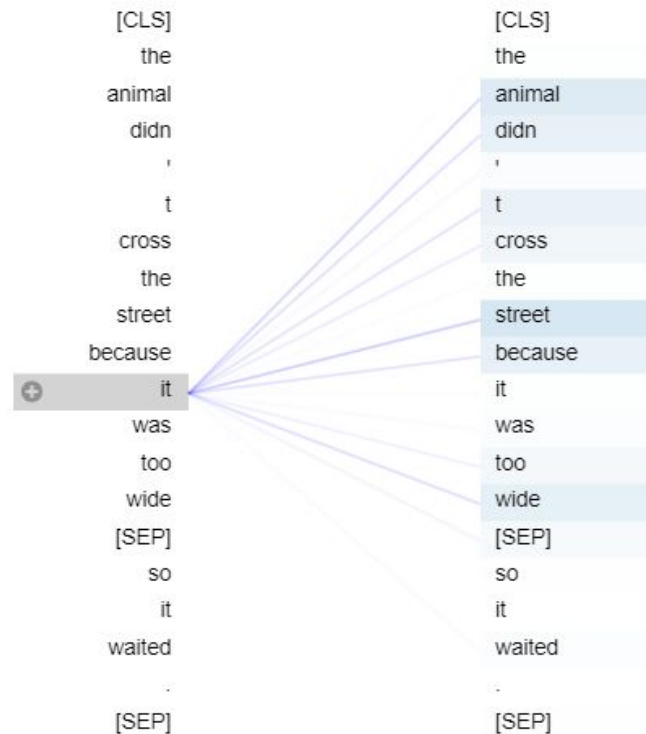 [CLS] [CLS]
the the
animal animal
didn didn
' '
t t
cross cross
the the
street street
because because
it it
was was
too too
wide wide
[SEP] [SEP]
so so
it it
waited waited
. .
[SEP] [SEP]